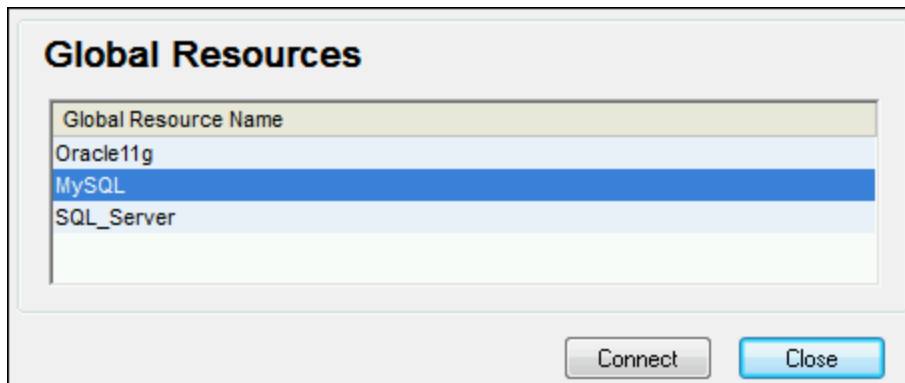 Global Resources
Global Resource Name
Oracle11g
MySQL
SQL_Server
Connect Close